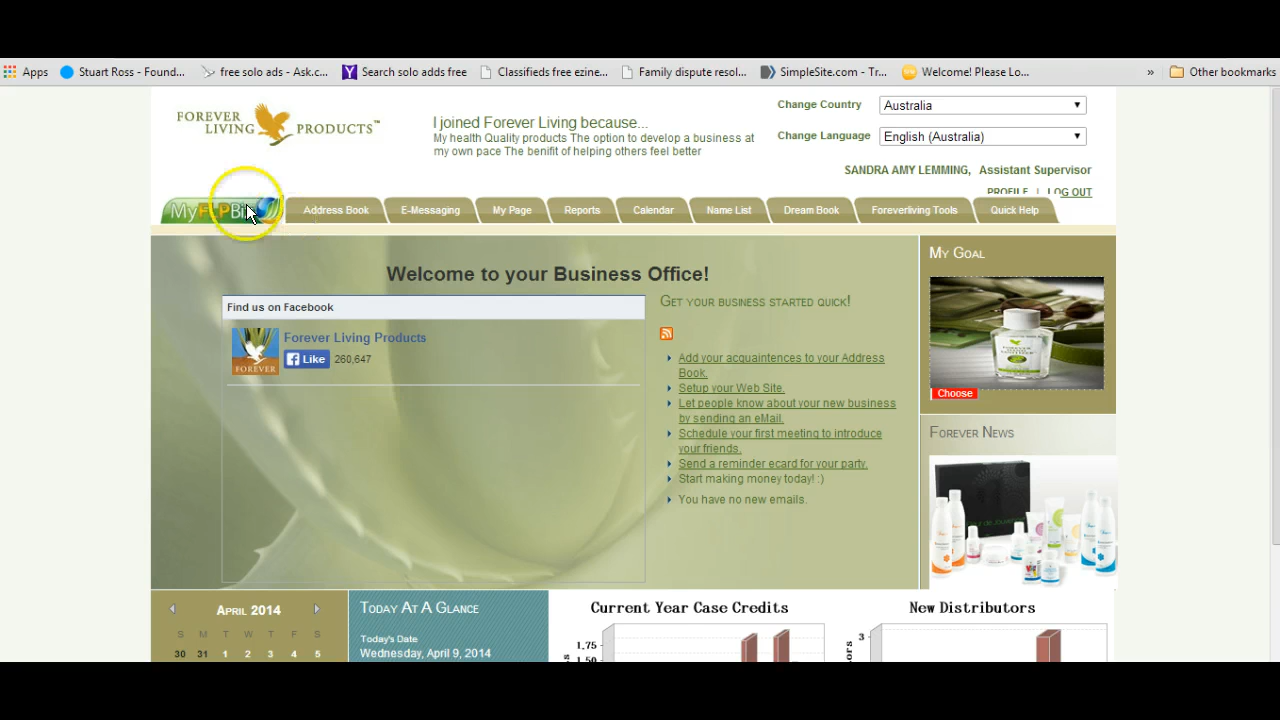 Apps
Stuart Ross - Found...
free solo ads - Ask.c...
Search solo adds free
Classifieds free ezine...
Family dispute resol...
SimpleSite.com - Tr...
Welcome! Please Lo...
»
Other bookmarks
FOREVER
LIVING PRODUCTS™
I joined Forever Living because...
My health Quality products The option to develop a business at
my own pace The benifit of helping others feel better
Change Country
Australia
Change Language
English (Australia)
SANDRA AMY LEMMING, Assistant Supervisor
PROFILE | LOG OUT
MyFLPBiz
Address Book
E-Messaging
My Page
Reports
Calendar
Name List
Dream Book
Foreverliving Tools
Quick Help
Welcome to your Business Office!
Find us on Facebook
Forever Living Products
Like 260,647
FOREVER
GET YOUR BUSINESS STARTED QUICK!
Add your acquaintences to your Address
Book.
Setup your Web Site.
Let people know about your new business
by sending an eMail.
Schedule your first meeting to introduce
your friends.
Send a reminder ecard for your party.
Start making money today! :)
You have no new emails.
MY GOAL
Choose
FOREVER NEWS
APRIL 2014
S M T W T F S
30 31 1 2 3 4 5
TODAY AT A GLANCE
Today's Date
Wednesday, April 9, 2014
Current Year Case Credits
1.75
1.50
New Distributors
3